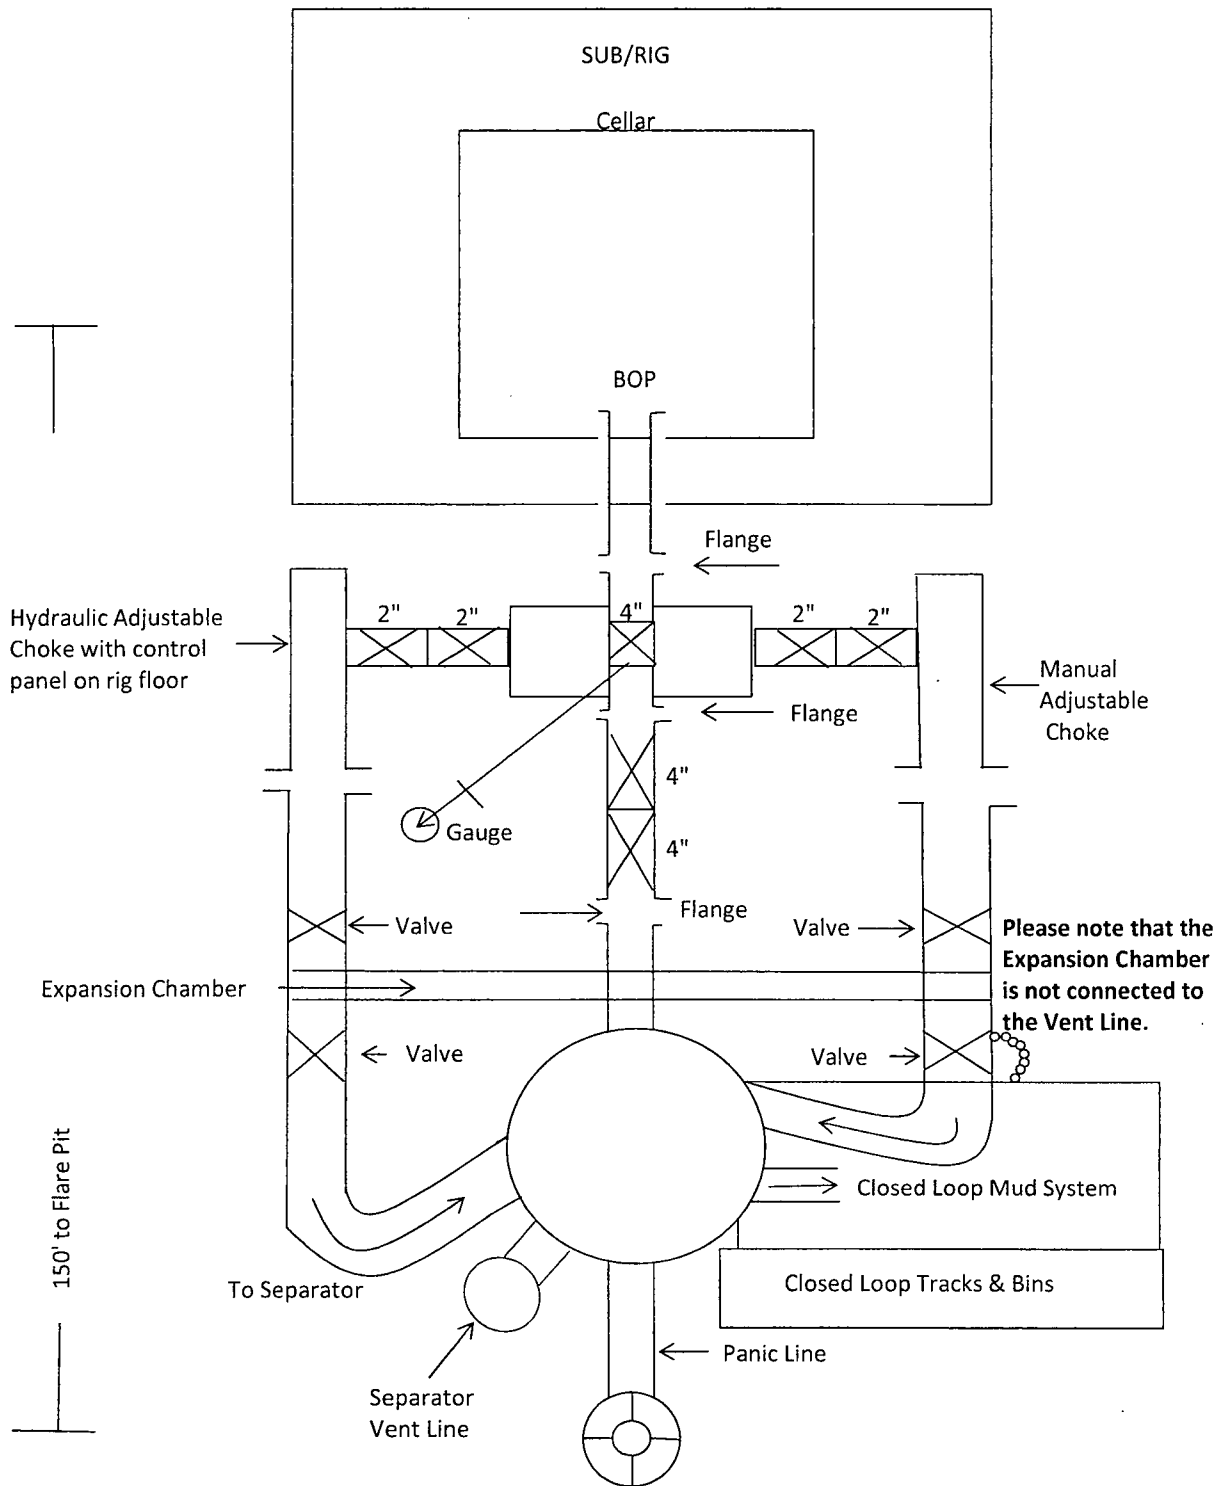 SUB/RIG
Cellar
BOP
Flange
2"
2"
4"
2"
2"
Hydraulic Adjustable
Choke with control
panel on rig floor
Manual
Adjustable
Choke
Flange
4"
Gauge
4"
Flange
Valve
Valve
Please note that the
Expansion Chamber
is not connected to
the Vent Line.
Expansion Chamber
Valve
Valve
150' to Flare Pit
Closed Loop Mud System
To Separator
Closed Loop Tracks & Bins
Panic Line
Separator
Vent Line